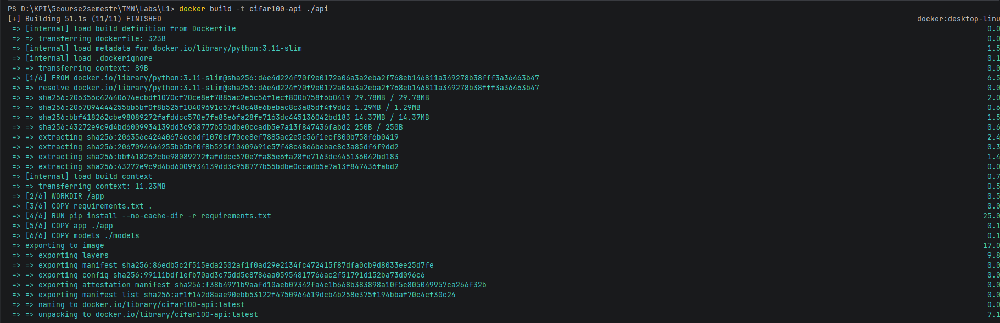 PS D:\KPI\5course2semestr\TMN\Labs\L1> docker build -t cifar100-api ./api
[+] Building 51.1s (11/11) FINISHED docker:desktop-linu
=> [internal] load build definition from Dockerfile 0.0
=> => transferring dockerfile: 323B 0.0
=> [internal] load metadata for docker.io/library/python:3.11-slim 1.5
=> [internal] load .dockerignore 0.1
=> => transferring context: 89B 0.0
=> [1/6] FROM docker.io/library/python:3.11-slim@sha256:d6e4d224f70f9e0172a06a3a2eba2f768eb146811a349278b38fff3a36463b47 6.5
=> => resolve docker.io/library/python:3.11-slim@sha256:d6e4d224f70f9e0172a06a3a2eba2f768eb146811a349278b38fff3a36463b47 0.0
=> => sha256:206356c42440674ecbdf1070cf70ce8ef7885ac2e5c56f1ecf800b758f6b0419 29.78MB / 29.78MB 2.0
=> => sha256:2067094444255bb5bf0f8b525f10409691c57f48c48e6bebac8c3a85df4f9dd2 1.29MB / 1.29MB 0.6
=> => sha256:bbf418262cbe98089272fafddcc570e7fa85e6fa28fe7163dc445136042bd183 14.37MB / 14.37MB 1.5
=> => sha256:43272e9c9d4bd6009934139dd3c958777b55bdbe0ccadb5e7a13f847436fabd2 250B / 250B 0.6
=> => extracting sha256:206356c42440674ecbdf1070cf70ce8ef7885ac2e5c56f1ecf800b758f6b0419 2.4
=> => extracting sha256:2067094444255bb5bf0f8b525f10409691c57f48c48e6bebac8c3a85df4f9dd2 0.3
=> => extracting sha256:bbf418262cbe98089272fafddcc570e7fa85e6fa28fe7163dc445136042bd183 1.4
=> => extracting sha256:43272e9c9d4bd6009934139dd3c958777b55bdbe0ccadb5e7a13f847436fabd2 0.0
=> [internal] load build context 0.7
=> => transferring context: 11.23MB 0.5
=> [2/6] WORKDIR /app 0.5
=> [3/6] COPY requirements.txt . 0.0
=> [4/6] RUN pip install --no-cache-dir -r requirements.txt 25.0
=> [5/6] COPY app ./app 0.1
=> [6/6] COPY models ./models 0.1
=> exporting to image 17.0
=> => exporting layers 9.8
=> => exporting manifest sha256:86edb5c2f515eda2502af1f0ad29e2134fc472415f87dfa0cb9d8033ee25d7fe 0.0
=> => exporting config sha256:99111bdf1efb70ad3c75dd5c8786aa05954817766ac2f51791d152ba73d096c6 0.0
=> => exporting attestation manifest sha256:f38b4971b9aafd10aeb07342fa4c1b668b383898a10f5c805049957ca266f32b 0.0
=> => exporting manifest list sha256:af1f142d8aae90ebb53122f4750964619dcb4b258e375f194bbaf70c4cf30c24 0.0
=> => naming to docker.io/library/cifar100-api:latest 0.0
=> => unpacking to docker.io/library/cifar100-api:latest 7.1